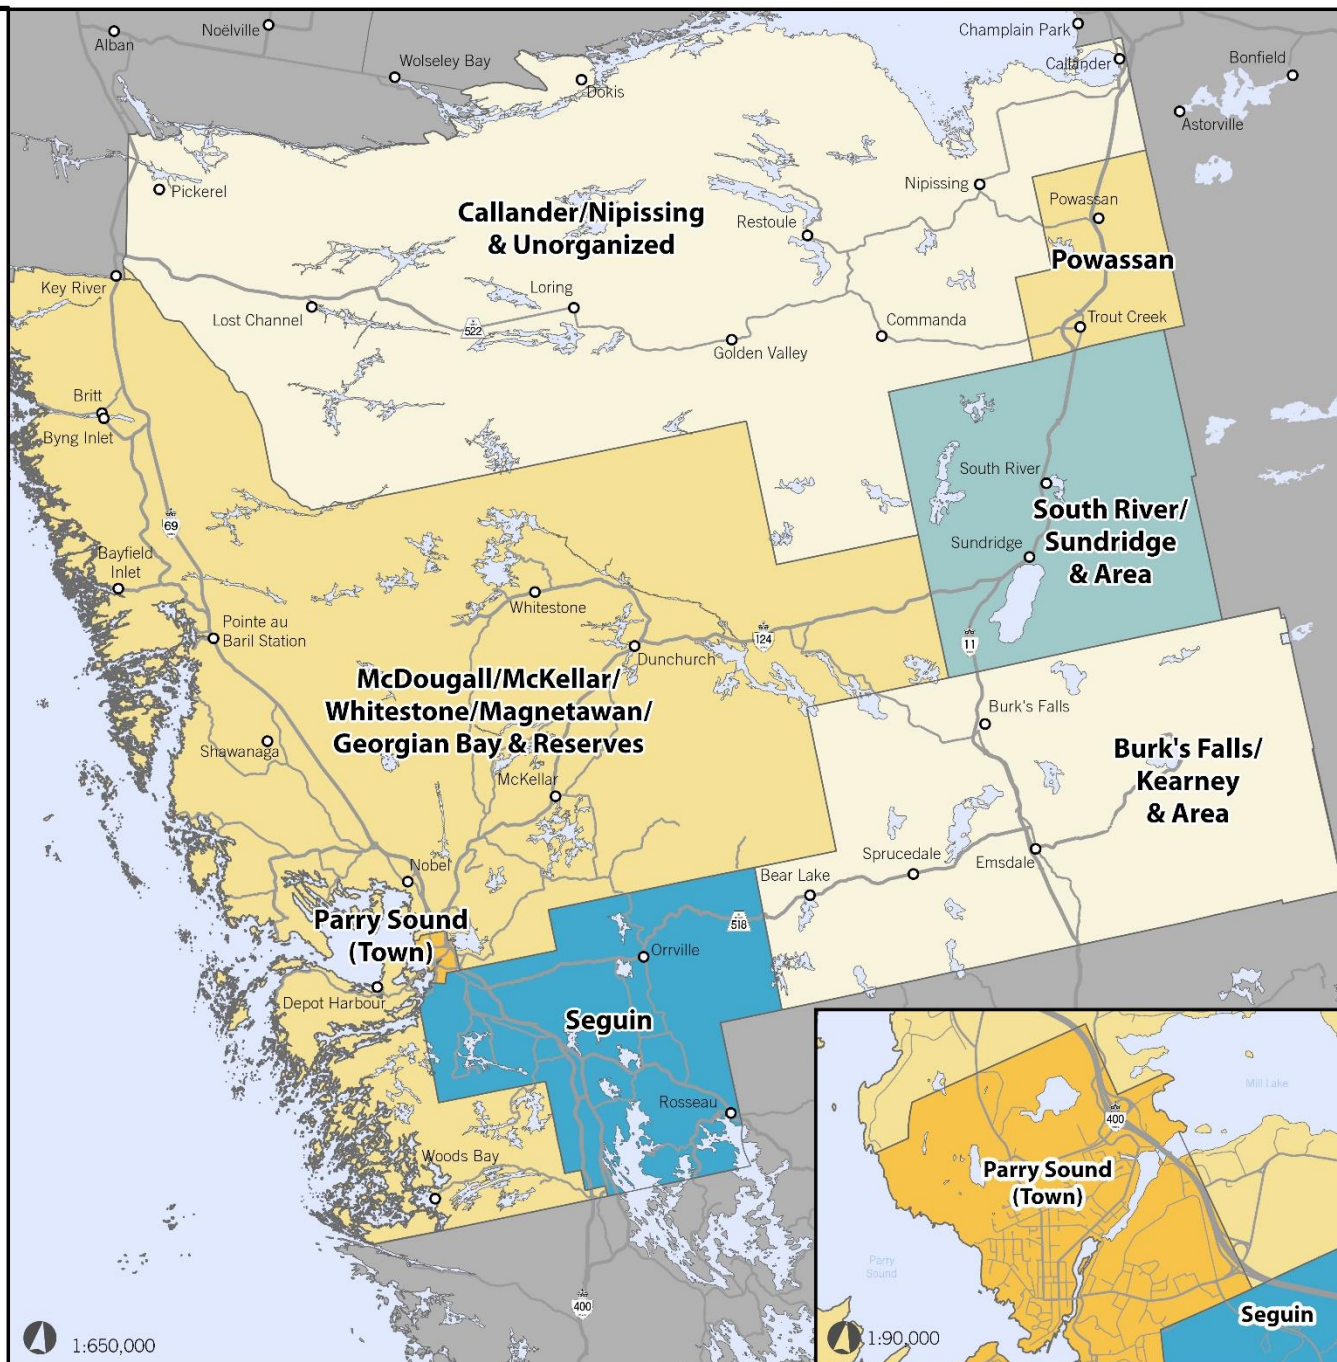 Alban
Noëlville
Wolseley Bay
Dokis
Champlain Park
Callander
Bonfield
Astorville
Pickerel
Callander/Nipissing
& Unorganized
Restoule
Nipissing
Powassan
Powassan
Key River
Lost Channel
522
Loring
Golden Valley
Commanda
Trout Creek
Britt
Byng Inlet
69
South River
South River/
Sundridge
& Area
Sundridge
Bayfield
Inlet
Whitestone
Pointe au
Baril Station
Dunchurch
124
11
McDougall/McKellar/
Whitestone/Magnetawan/
Georgian Bay & Reserves
Burk's Falls
Shawanaga
McKellar
Burk's Falls/
Kearney
& Area
Nobel
Bear Lake
Sprucedale
Emsdale
Parry Sound
(Town)
518
Orrville
Depot Harbour
Seguin
Rosseau
Woods Bay
400
1:650,000
Mill Lake
400
Parry Sound
(Town)
Parry
Sound
Seguin
1:90,000